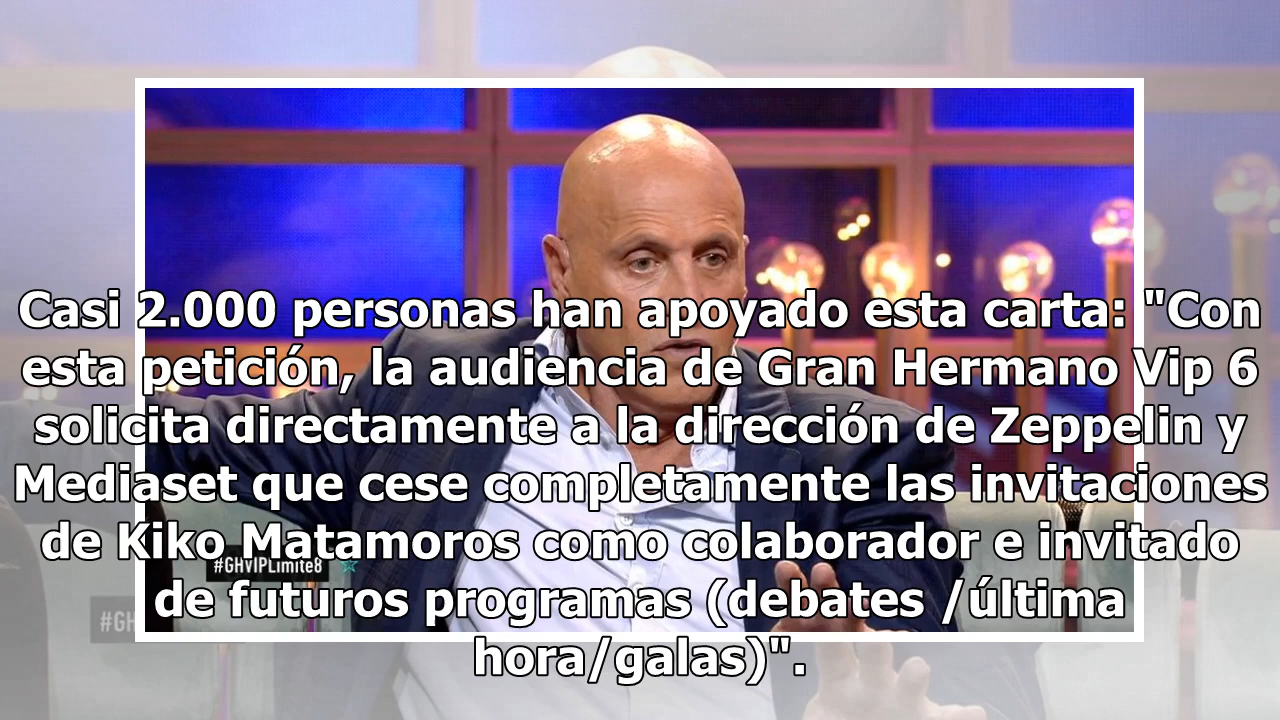 Casi 2.000 personas han apoyado esta carta: "Con
esta petición, la audiencia de Gran Hermano Vip 6
solicita directamente a la dirección de Zeppelin y
Mediaset que cese completamente las invitaciones
de Kiko Matamoros como colaborador e invitado
#GHVIPLimite8
#GH
de futuros programas (debates /última
hora/galas)".